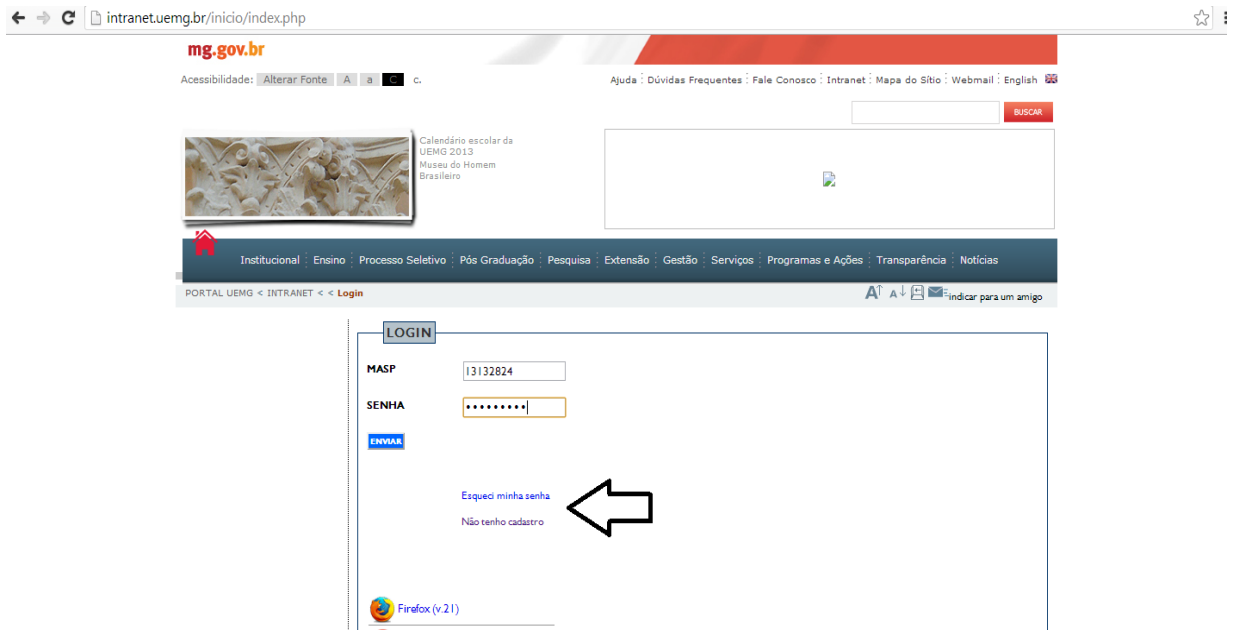 intranet.uemg.br/inicio/index.php
mg.gov.br
Acessibilidade: Alterar Fonte A a C c.
Ajuda Dúvidas Frequentes Fale Conosco Intranet Mapa do Sítio Webmail English
BUSCAR
Calendário escolar da
UEMG 2013
Museu do Homem
Brasileiro
Institucional Ensino Processo Seletivo Pós Graduação Pesquisa Extensão Gestão Serviços Programas e Ações Transparência Notícias
PORTAL UEMG < INTRANET < < Login
A A indicar para um amigo
LOGIN
MASP 13132824
SENHA •••••••••
ENVIAR
Esqueci minha senha
Não tenho cadastro
Firefox (v.21)